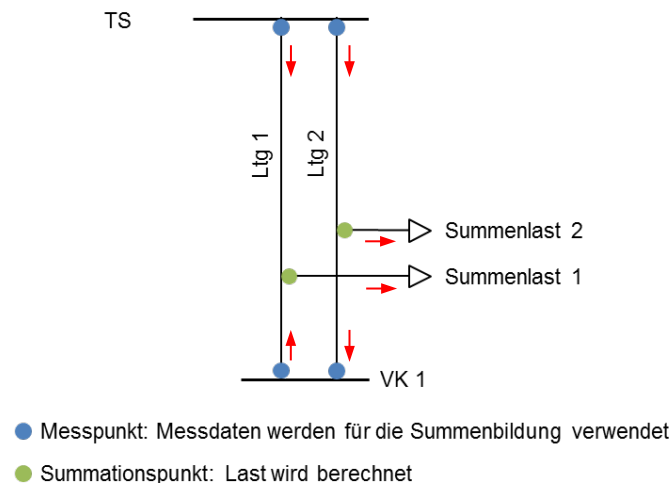 TS
Ltg 1
Ltg 2
Summenlast 2
Summenlast 1
VK 1
Messpunkt: Messdaten werden für die Summenbildung verwendet
Summationspunkt: Last wird berechnet